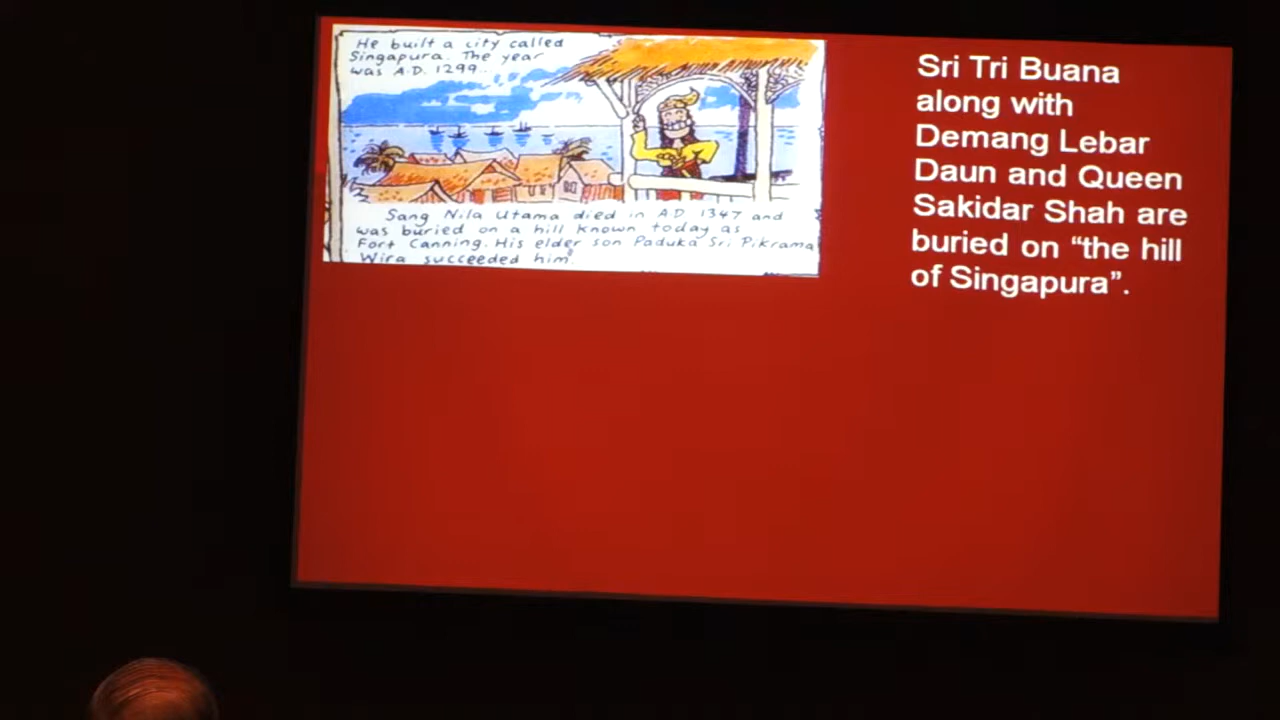 He built a city called
Singapura. The year
was A.D. 1299.
Sang Nila Utama died in A.D. 1347 and
was buried on a hill known today as
Fort Canning. His elder son Paduka Sri Pikrama
Wira succeeded him.
Sri Tri Buana
along with
Demang Lebar
Daun and Queen
Sakidar Shah are
buried on “the hill
of Singapura”.